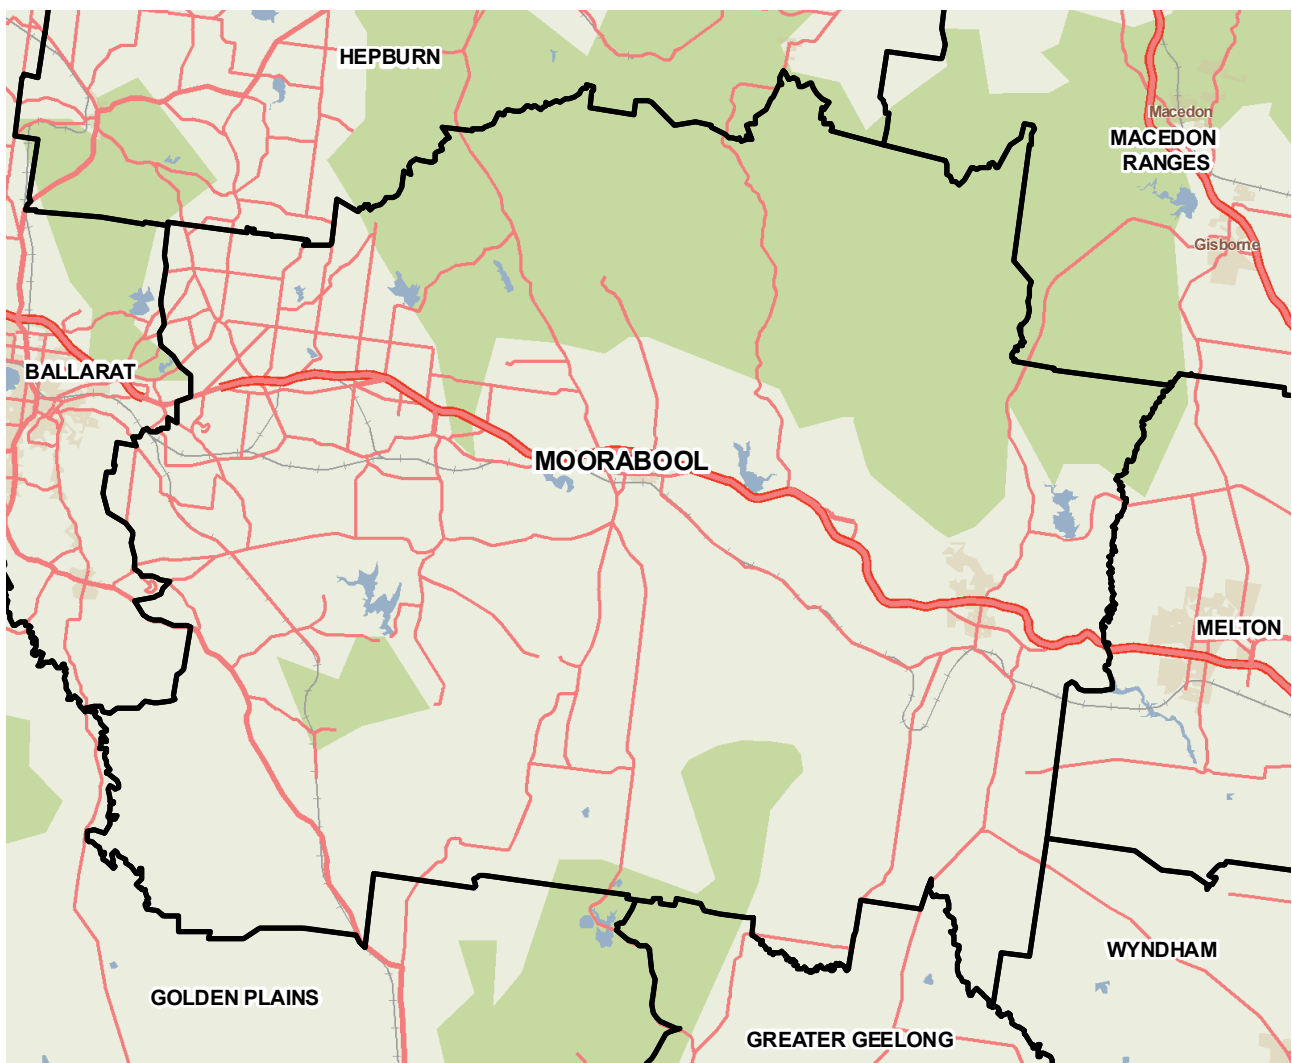 HEPBURN
Macedon
MACEDON
RANGES
Gisborne
BALLARAT
MOORABOOL
MELTON
WYNDHAM
GOLDEN PLAINS
GREATER GEELONG